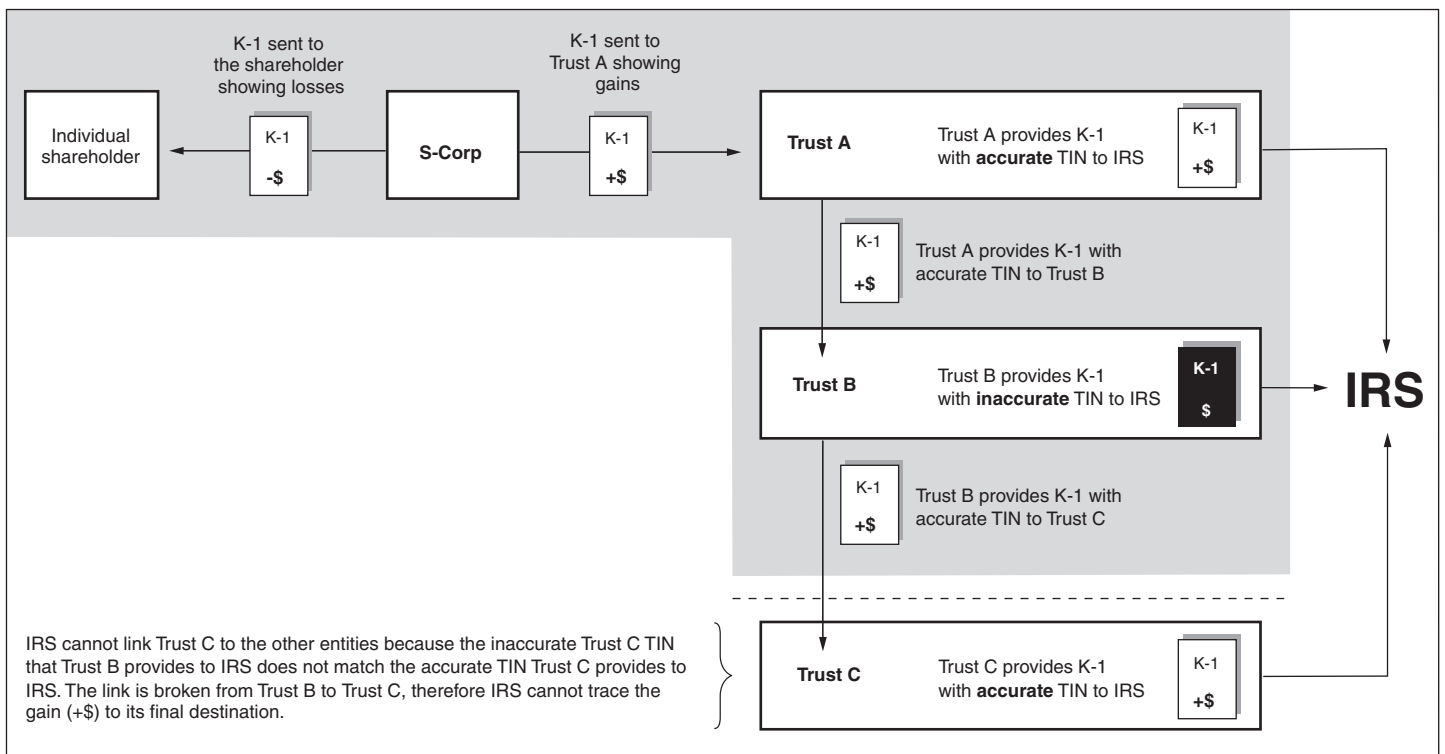 K-1 sent to
the shareholder
showing losses
K-1 sent to
Trust A showing
gains
Individual
shareholder
K-1
-$
S-Corp
K-1
+$
Trust A
Trust A provides K-1
with accurate TIN to IRS
K-1
+$
K-1
+$
Trust A provides K-1 with
accurate TIN to Trust B
Trust B
Trust B provides K-1
with inaccurate TIN to IRS
K-1
$
IRS
K-1
+$
Trust B provides K-1 with
accurate TIN to Trust C
IRS cannot link Trust C to the other entities because the inaccurate Trust C TIN
that Trust B provides to IRS does not match the accurate TIN Trust C provides to
IRS. The link is broken from Trust B to Trust C, therefore IRS cannot trace the
gain (+$) to its final destination.
Trust C
Trust C provides K-1
with accurate TIN to IRS
K-1
+$